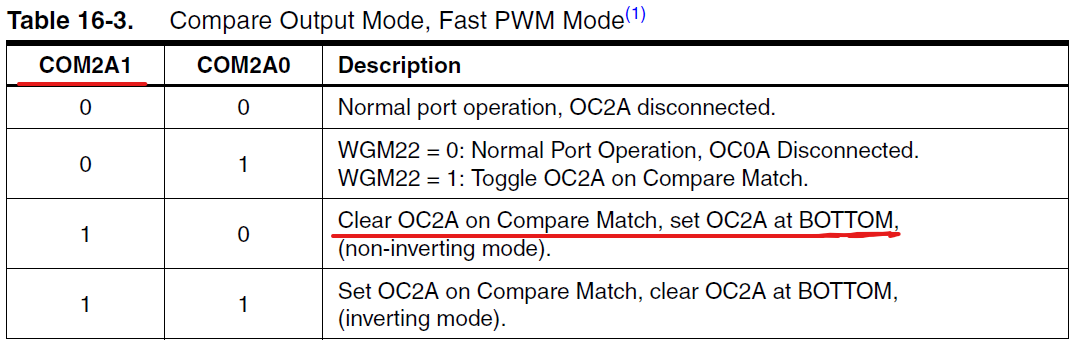 Table 16-3. Compare Output Mode, Fast PWM Mode(1)
COM2A1 COM2A0 Description
0 0 Normal port operation, OC2A disconnected.
0 1 WGM22 = 0: Normal Port Operation, OC0A Disconnected.
WGM22 = 1: Toggle OC2A on Compare Match.
1 0 Clear OC2A on Compare Match, set OC2A at BOTTOM,
(non-inverting mode).
1 1 Set OC2A on Compare Match, clear OC2A at BOTTOM,
(inverting mode).